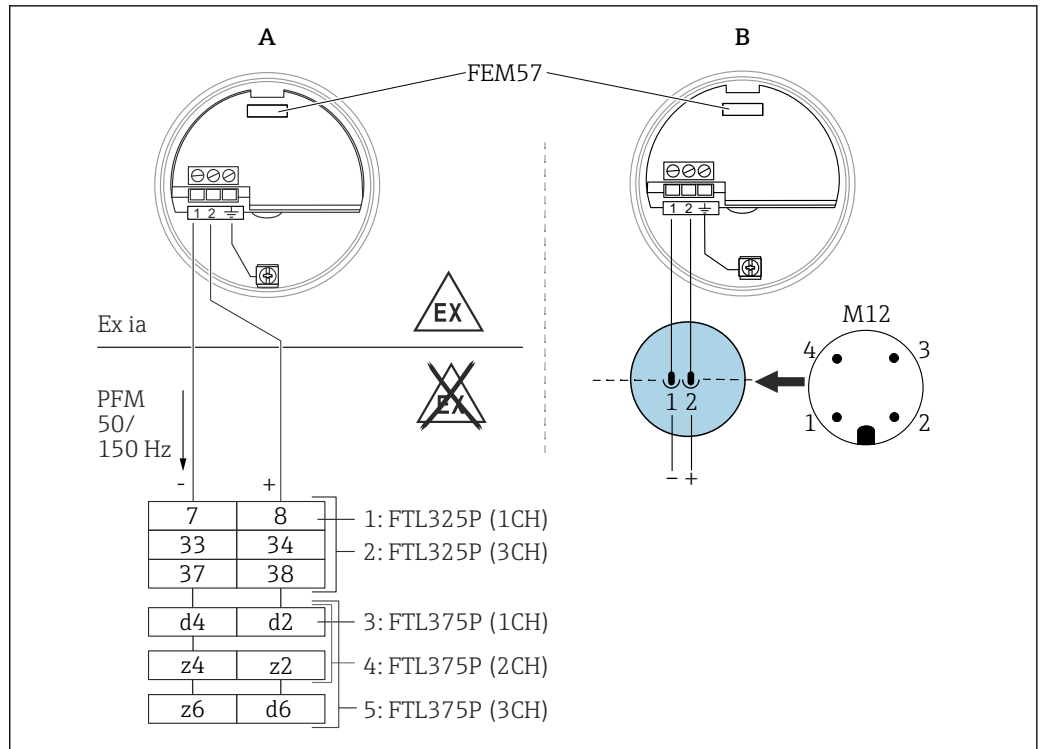 A
B
FEM57
1 2
1 2
Ex ia
EX
EX
M12
4
3
1
2
1 2
- +
PFM
50/
150 Hz
- +
7 8
33 34
37 38
d4 d2
z4 z2
z6 d6
1: FTL325P (1CH)
2: FTL325P (3CH)
3: FTL375P (1CH)
4: FTL375P (2CH)
5: FTL375P (3CH)